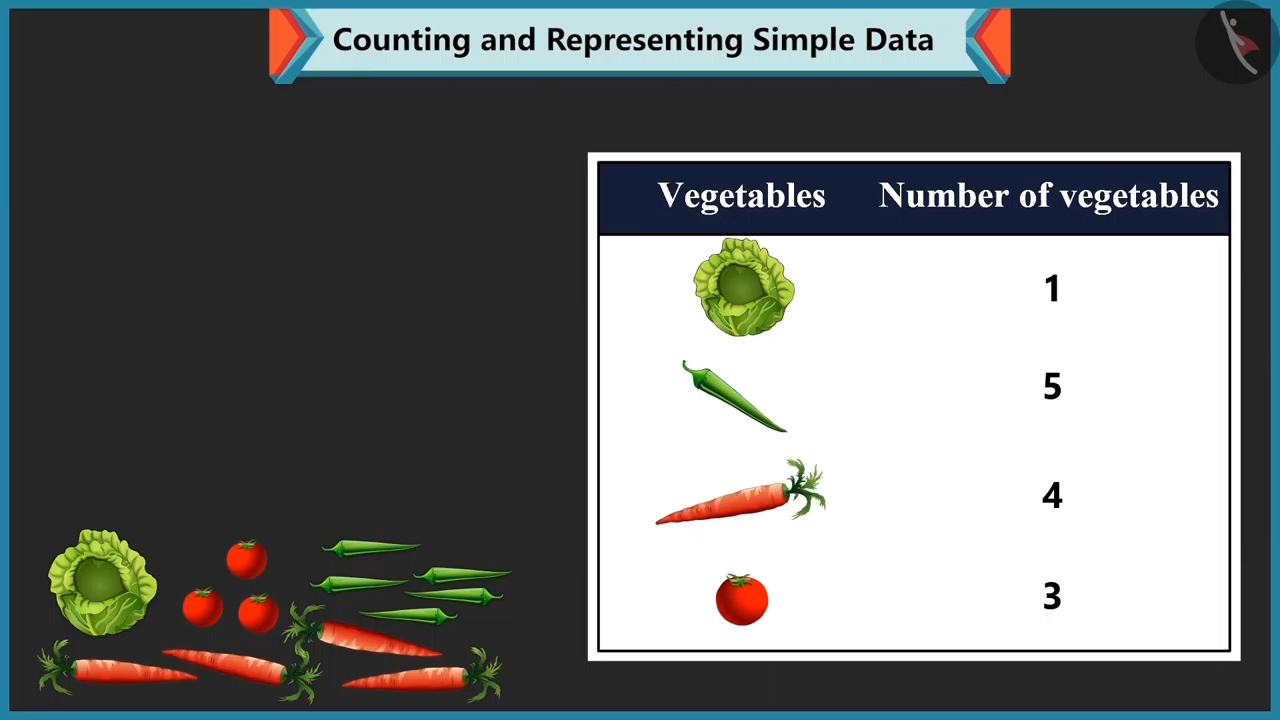 Counting and Representing Simple Data
Vegetables Number of vegetables
1
5
4
3